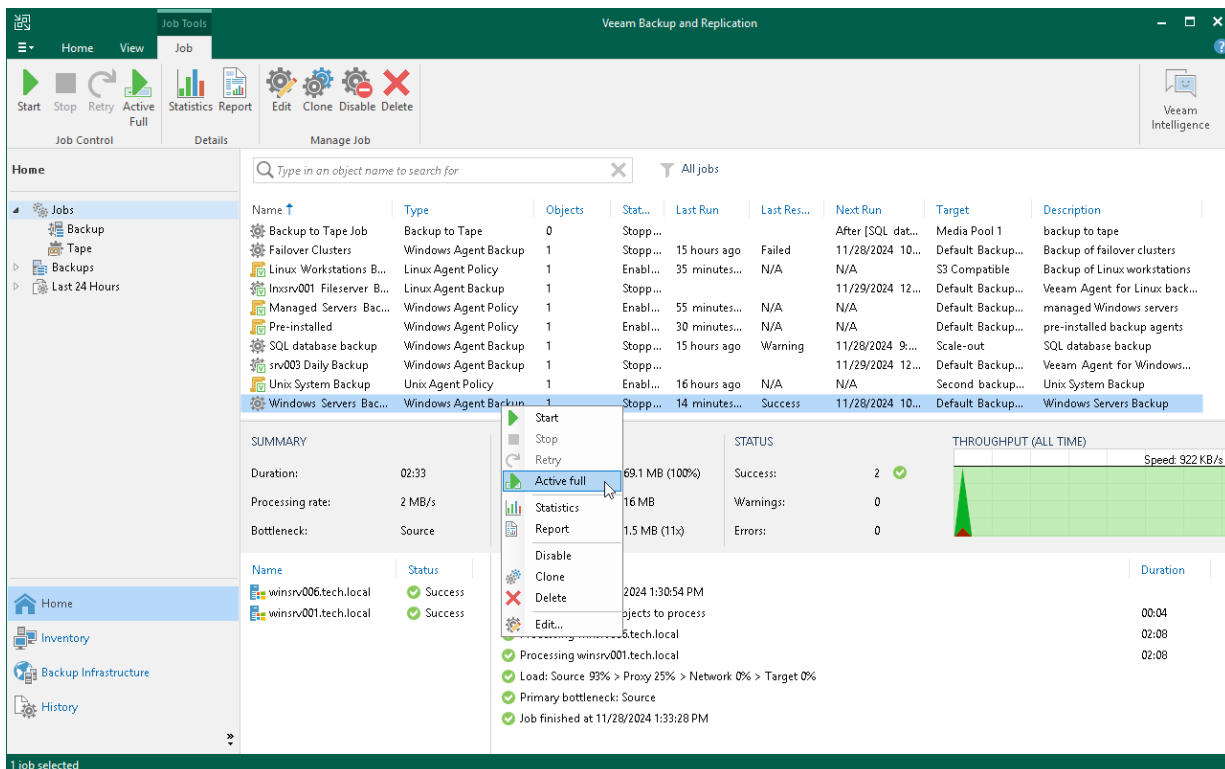 Job Tools
Veeam Backup and Replication
Home View Job
Start Stop Retry Active Full
Statistics Report
Edit Clone Disable Delete
Veeam Intelligence
Job Control Details Manage Job
Home
Type in an object name to search for
All jobs
Jobs
Backup
Tape
Backups
Last 24 Hours
Name Type Objects Stat... Last Run Last Res... Next Run Target Description
Backup to Tape Job Backup to Tape 0 Stopp... After [SQL dat... Media Pool 1 backup to tape
Failover Clusters Windows Agent Backup 1 Stopp... 15 hours ago Failed 11/28/2024 10... Default Backup... Backup of failover clusters
Linux Workstations B... Linux Agent Policy 1 Enabl... 35 minutes... N/A N/A S3 Compatible Backup of Linux workstations
lnxsrv001 Fileserver B... Linux Agent Backup 1 Stopp... 11/29/2024 12... Default Backup... Veeam Agent for Linux back...
Managed Servers Bac... Windows Agent Policy 1 Enabl... 55 minutes... N/A N/A Default Backup... managed Windows servers
Pre-installed Windows Agent Policy 1 Enabl... 30 minutes... N/A N/A Default Backup... pre-installed backup agents
SQL database backup Windows Agent Backup 1 Stopp... 15 hours ago Warning 11/28/2024 9:... Scale-out SQL database backup
srv003 Daily Backup Windows Agent Backup 1 Stopp... 11/29/2024 12... Default Backup... Veeam Agent for Windows...
Unix System Backup Unix Agent Policy 1 Enabl... 16 hours ago N/A N/A Second backup... Unix System Backup
Windows Servers Bac... Windows Agent Backup 1 Stopp... 14 minutes... Success 11/28/2024 10... Default Backup... Windows Servers Backup
Start
Stop
Retry
Active full
Statistics
Report
Disable
Clone
Delete
Edit...
SUMMARY STATUS THROUGHPUT (ALL TIME)
Speed: 922 KB/s
Duration: 02:33 69.1 MB (100%) Success: 2
Processing rate: 2 MB/s 16 MB Warnings: 0
Bottleneck: Source 1.5 MB (11x) Errors: 0
Name Status Duration
winsrv006.tech.local Success 2024 1:30:54 PM
winsrv001.tech.local Success to process 00:04
.tech.local 02:08
Processing winsrv001.tech.local 02:08
Load: Source 93% > Proxy 25% > Network 0% > Target 0%
Primary bottleneck: Source
Job finished at 11/28/2024 1:33:28 PM
Home
Inventory
Backup Infrastructure
History
1 job selected